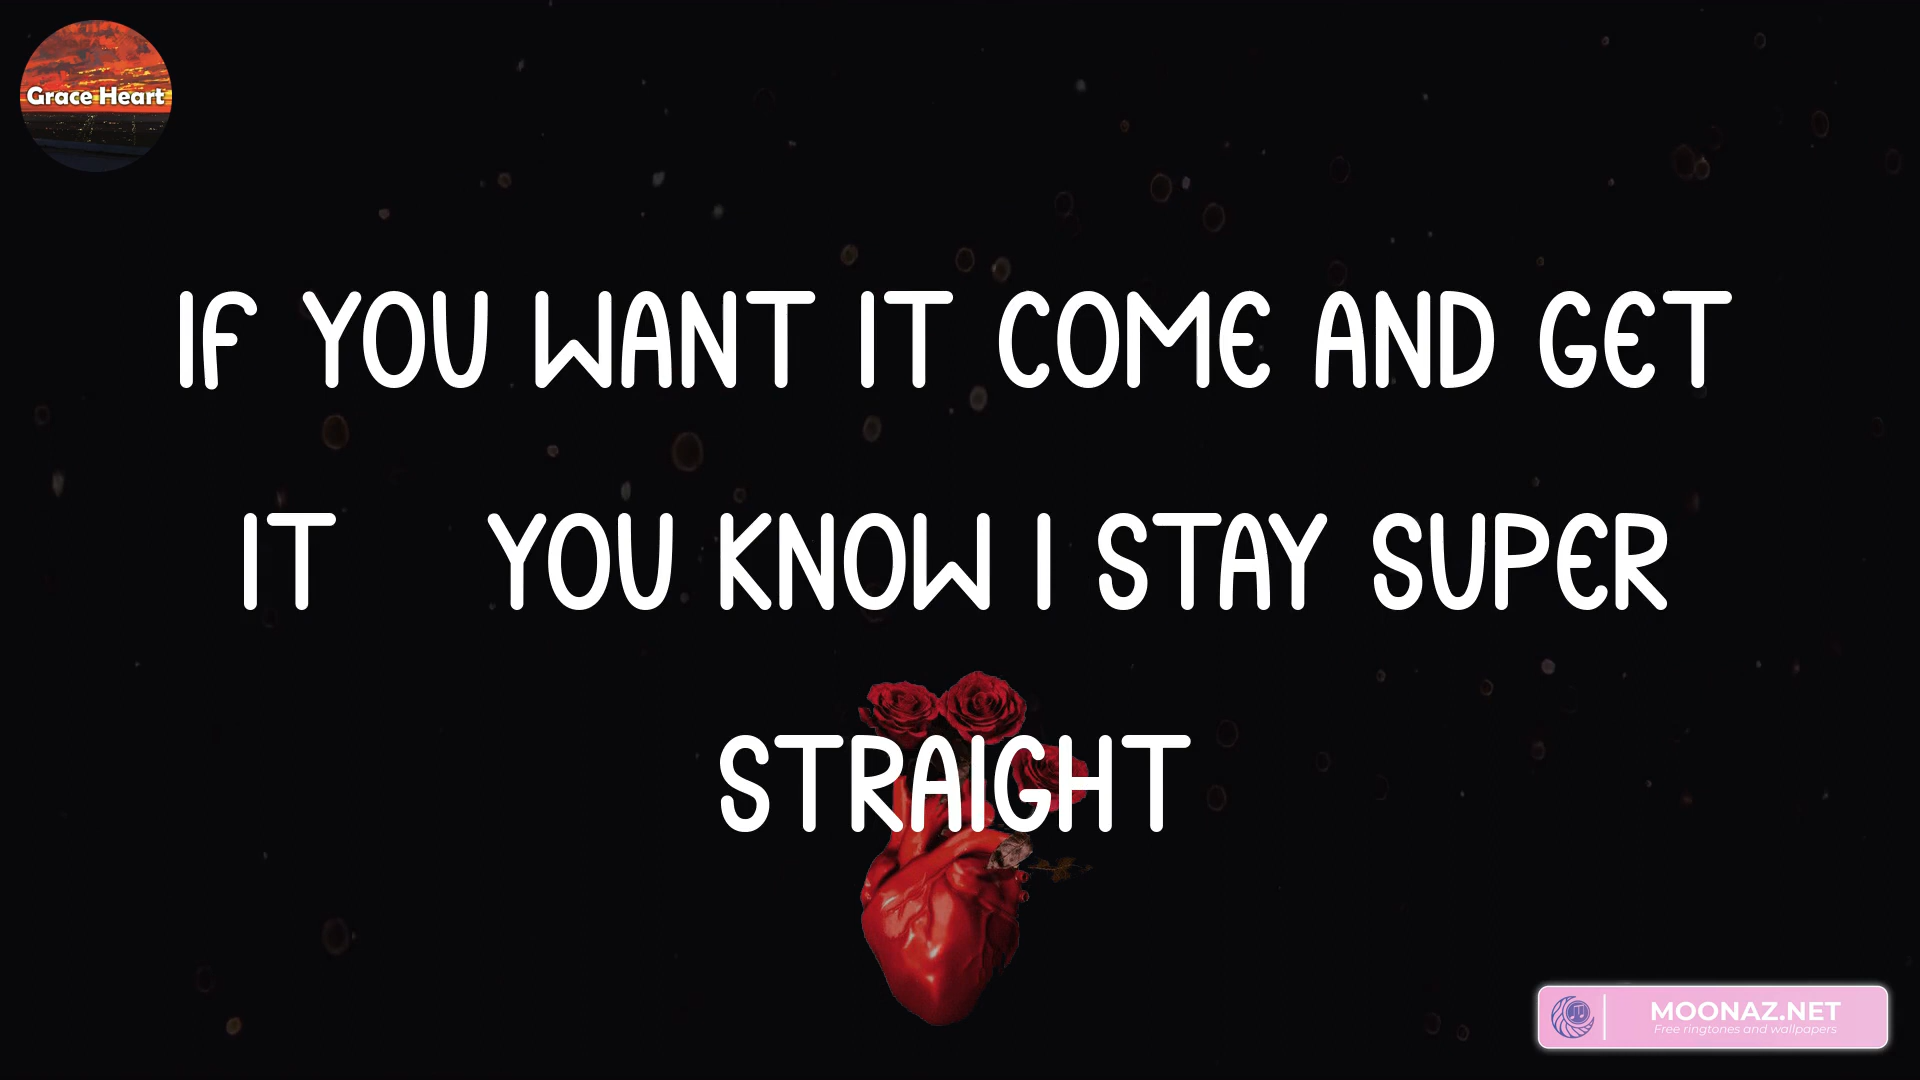 Grace Heart
IF YOU WANT IT COME AND GET
IT YOU KNOW I STAY SUPER
STRAIGHT
MOONAZ.NET
Free ringtones and wallpapers